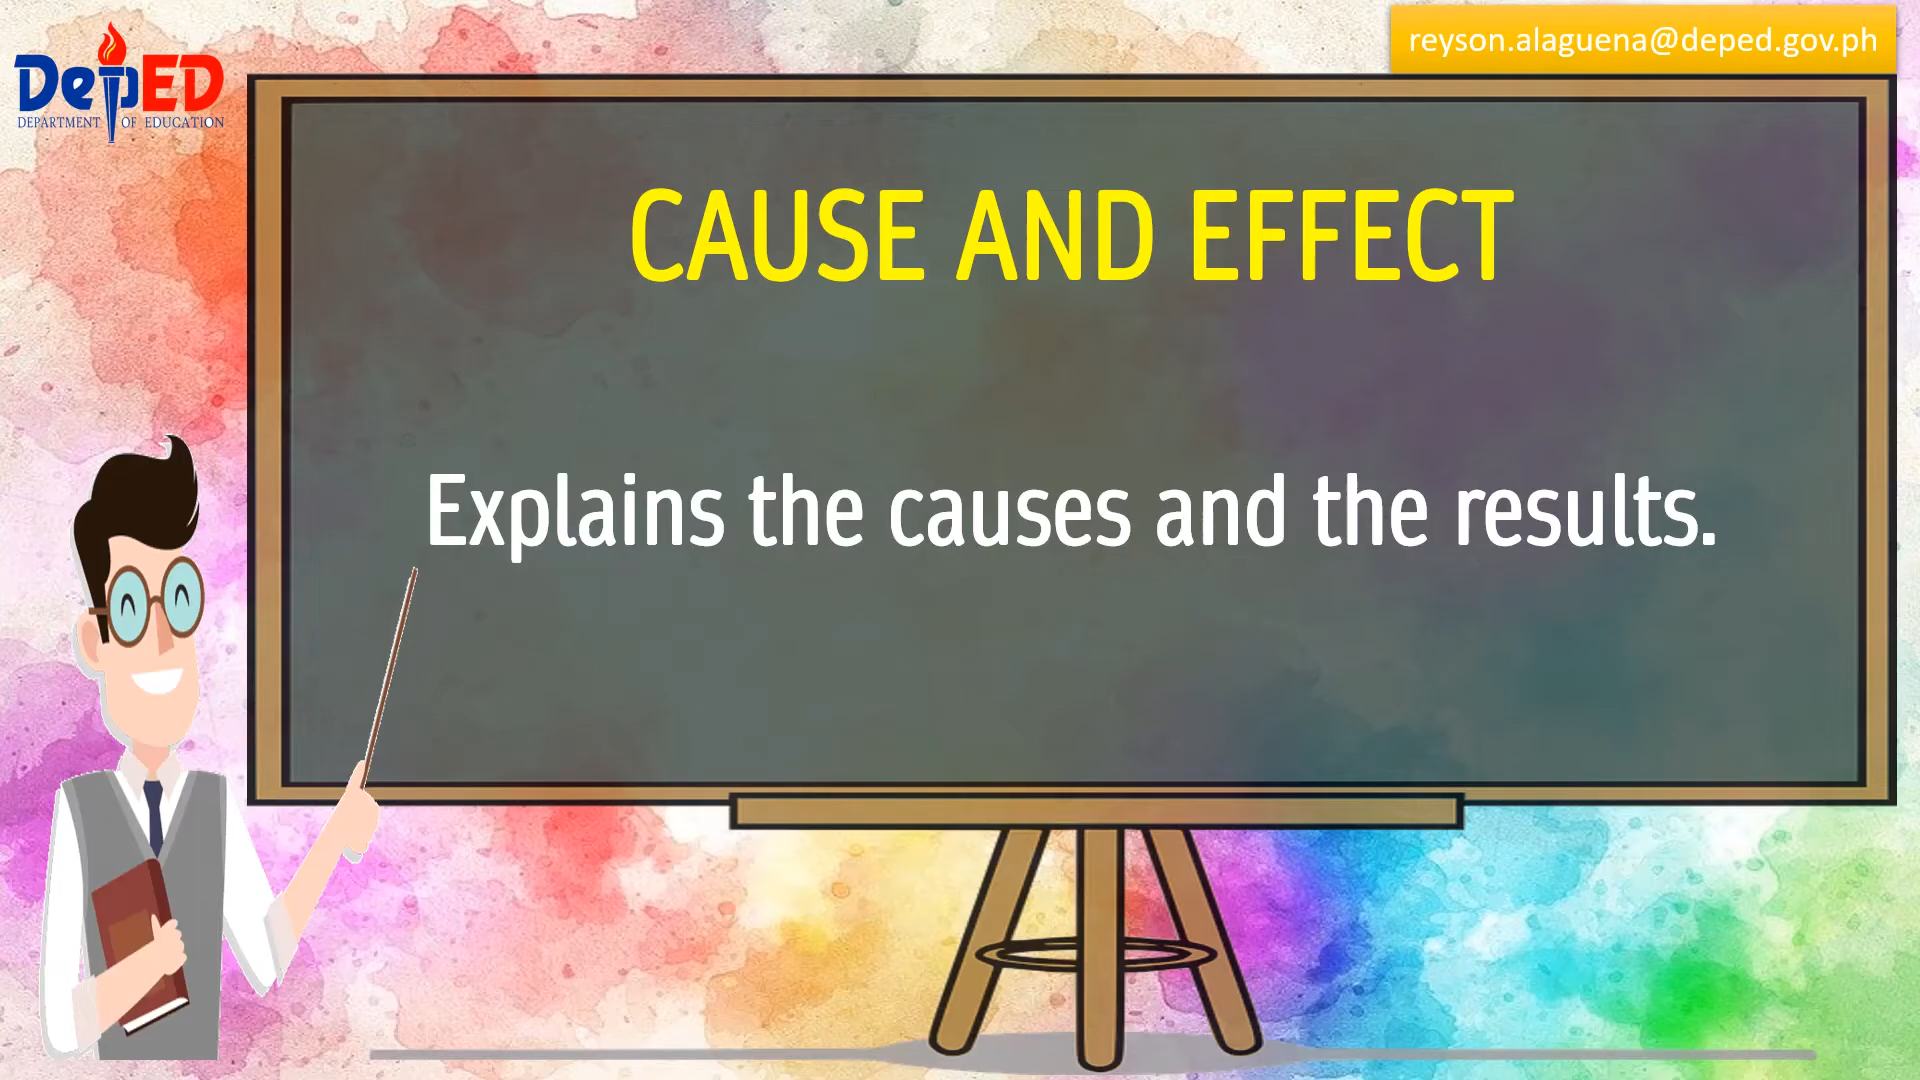 DepED
DEPARTMENT OF EDUCATION
reyson.alaguena@deped.gov.ph
CAUSE AND EFFECT
Explains the causes and the results.